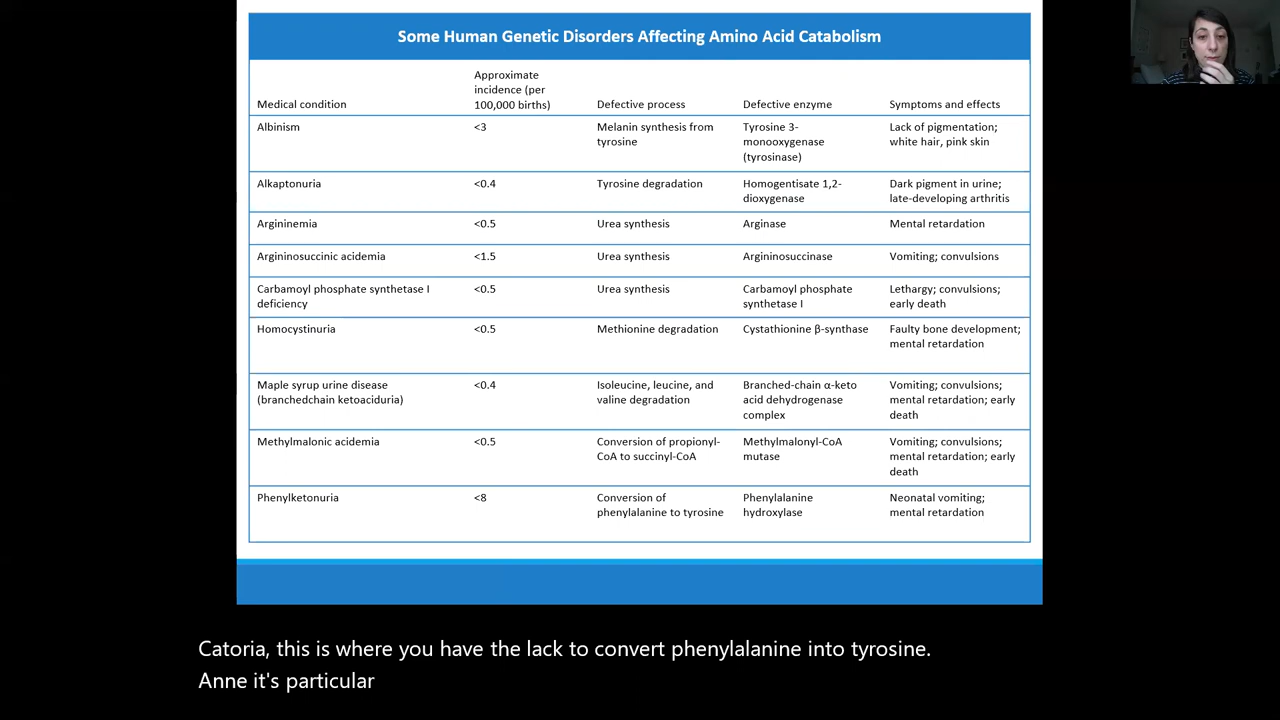 Some Human Genetic Disorders Affecting Amino Acid Catabolism
Medical condition
Approximate
incidence (per
100,000 births)
Defective process
Defective enzyme
Symptoms and effects
Albinism
<3
Melanin synthesis from
tyrosine
Tyrosine 3-
monooxygenase
(tyrosinase)
Lack of pigmentation;
white hair, pink skin
Alkaptonuria
<0.4
Tyrosine degradation
Homogentisate 1,2-
dioxygenase
Dark pigment in urine;
late-developing arthritis
Argininemia
<0.5
Urea synthesis
Arginase
Mental retardation
Argininosuccinic acidemia
<1.5
Urea synthesis
Argininosuccinase
Vomiting; convulsions
Carbamoyl phosphate synthetase I
deficiency
<0.5
Urea synthesis
Carbamoyl phosphate
synthetase I
Lethargy; convulsions;
early death
Homocystinuria
<0.5
Methionine degradation
Cystathionine β-synthase
Faulty bone development;
mental retardation
Maple syrup urine disease
(branchedchain ketoaciduria)
<0.4
Isoleucine, leucine, and
valine degradation
Branched-chain α-keto
acid dehydrogenase
complex
Vomiting; convulsions;
mental retardation; early
death
Methylmalonic acidemia
<0.5
Conversion of propionyl-
CoA to succinyl-CoA
Methylmalonyl-CoA
mutase
Vomiting; convulsions;
mental retardation; early
death
Phenylketonuria
<8
Conversion of
phenylalanine to tyrosine
Phenylalanine
hydroxylase
Neonatal vomiting;
mental retardation
Catoria, this is where you have the lack to convert phenylalanine into tyrosine.
Anne it's particular